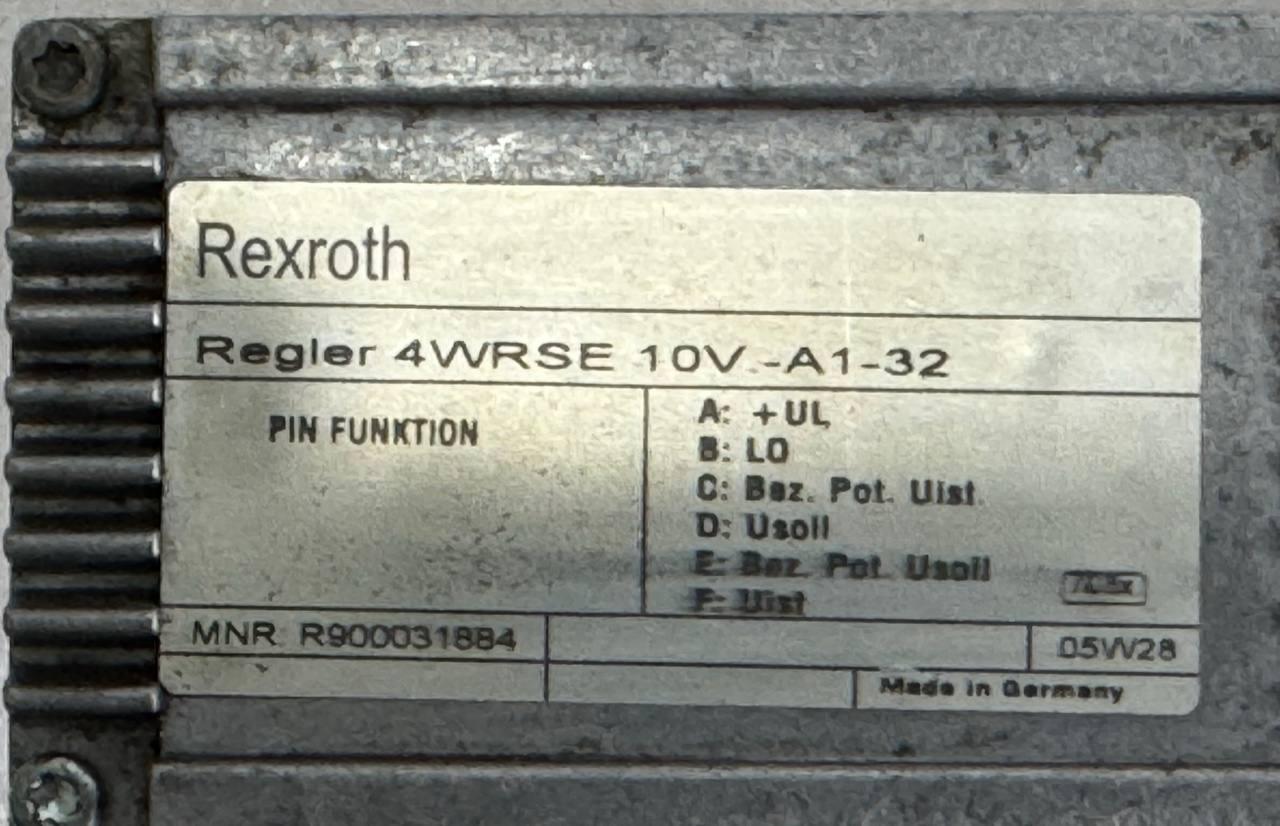 Rexroth
Regler 4WRSE 10V.-A1-32
PIN FUNKTION
A: +UL
B: L0
C: Bez. Pot. Uist
D: Usoll
E: Bez. Pot. Usoll
F: Uist
MNR R900031884
05W28
Made in Germany